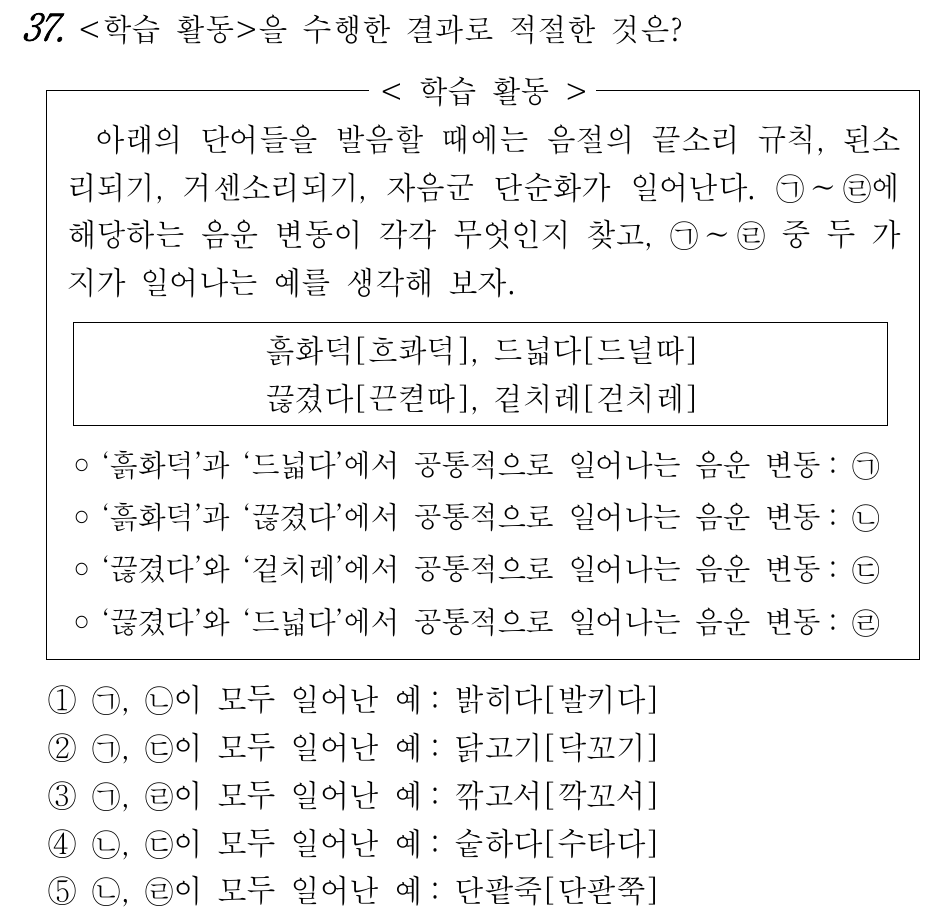 37. <학습 활동>을 수행한 결과로 적절한 것은?
< 학습 활동 >
아래의 단어들을 발음할 때에는 음절의 끝소리 규칙, 된소
리되기, 거센소리되기, 자음군 단순화가 일어난다. ㉠~㉣에
해당하는 음운 변동이 각각 무엇인지 찾고, ㉠~㉣ 중 두 가
지가 일어나는 예를 생각해 보자.
흙화덕[흐콰덕], 드넓다[드널따]
끊겼다[끈켣따], 겉치레[걷치레]
○ ‘흙화덕’과 ‘드넓다’에서 공통적으로 일어나는 음운 변동: ㉠
○ ‘흙화덕’과 ‘끊겼다’에서 공통적으로 일어나는 음운 변동: ㉡
○ ‘끊겼다’와 ‘겉치레’에서 공통적으로 일어나는 음운 변동: ㉢
○ ‘끊겼다’와 ‘드넓다’에서 공통적으로 일어나는 음운 변동: ㉣
① ㉠, ㉡이 모두 일어난 예: 밝히다[발키다]
② ㉠, ㉢이 모두 일어난 예: 닭고기[닥꼬기]
③ ㉠, ㉣이 모두 일어난 예: 깎고서[깍꼬서]
④ ㉡, ㉢이 모두 일어난 예: 숱하다[수타다]
⑤ ㉡, ㉣이 모두 일어난 예: 단팥죽[단팓쭉]